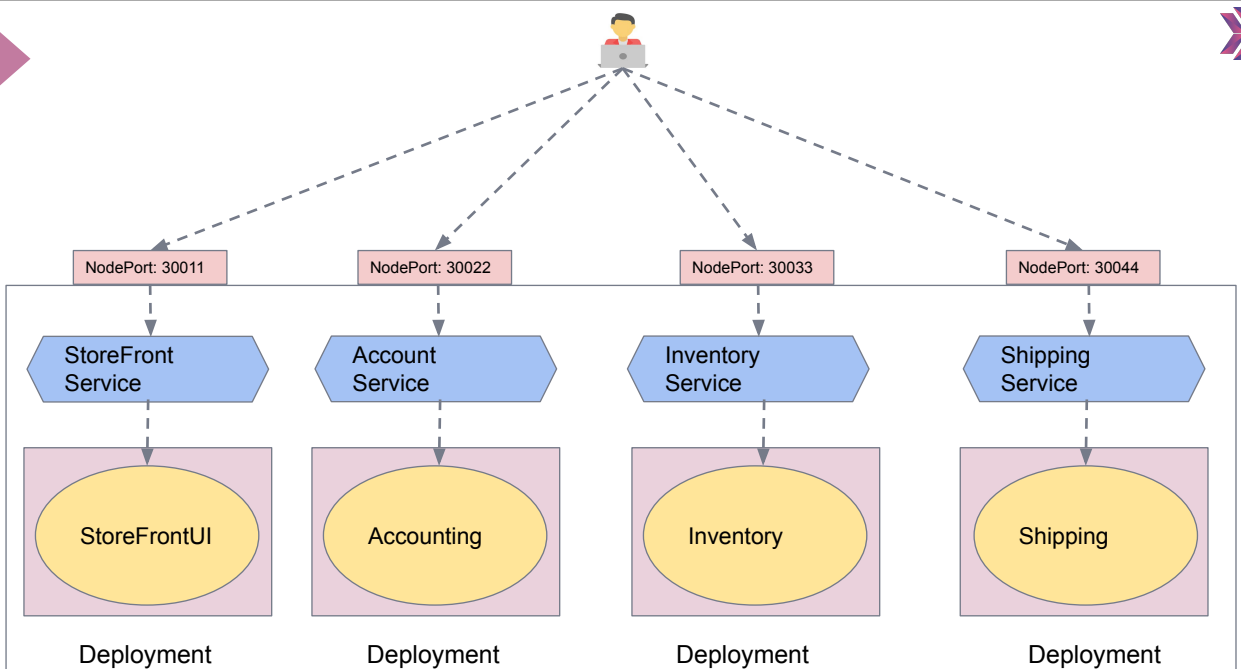 NodePort: 30011
NodePort: 30022
NodePort: 30033
NodePort: 30044
StoreFront
Service
Account
Service
Inventory
Service
Shipping
Service
StoreFrontUI
Accounting
Inventory
Shipping
Deployment
Deployment
Deployment
Deployment